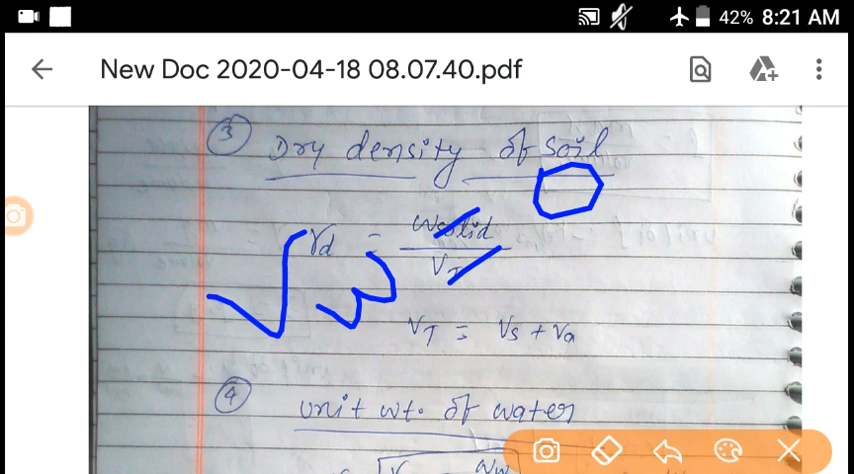 42% 8:21 AM
New Doc 2020-04-18 08.07.40.pdf
③ Dry density of soil
γd = Wsolid / VT
VT = Vs + Va
④ unit wt. of water